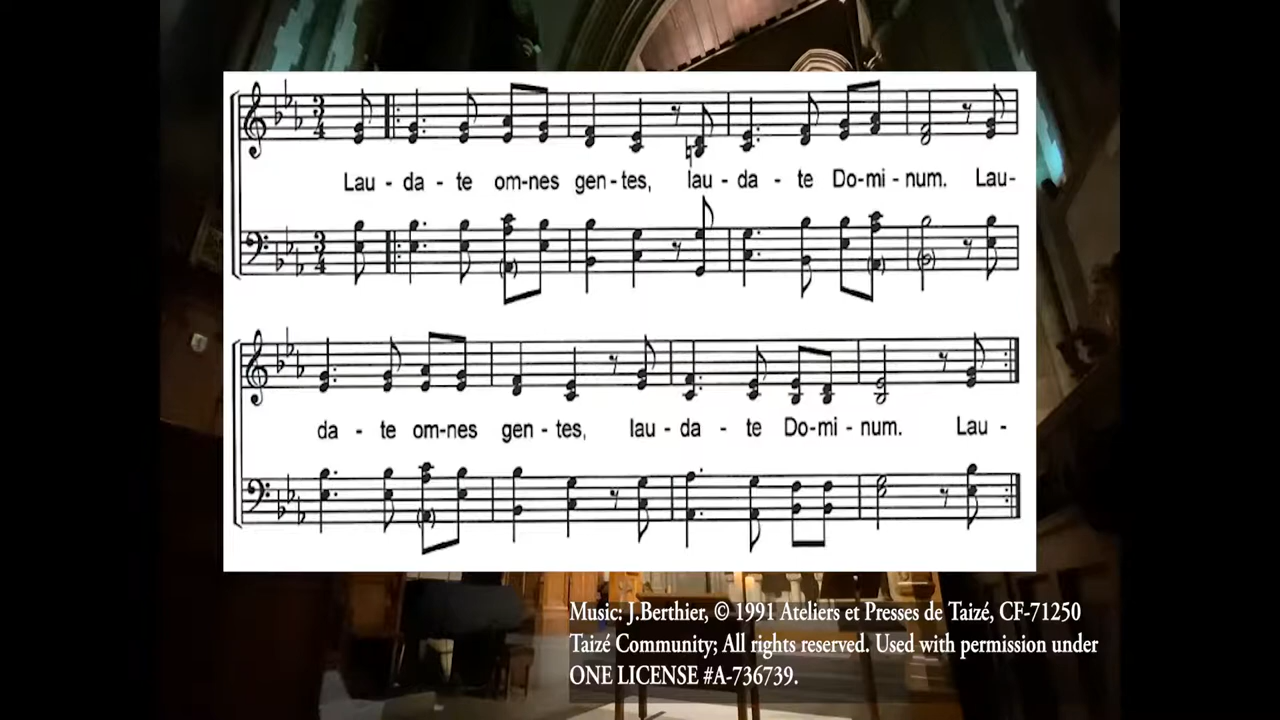 Lau - da - te om-nes gen-tes, lau - da - te Do-mi - num. Lau-
da - te om-nes gen - tes, lau - da - te Do-mi - num. Lau -
Music: J.Berthier, © 1991 Ateliers et Presses de Taizé, CF-71250
Taizé Community; All rights reserved. Used with permission under
ONE LICENSE #A-736739.